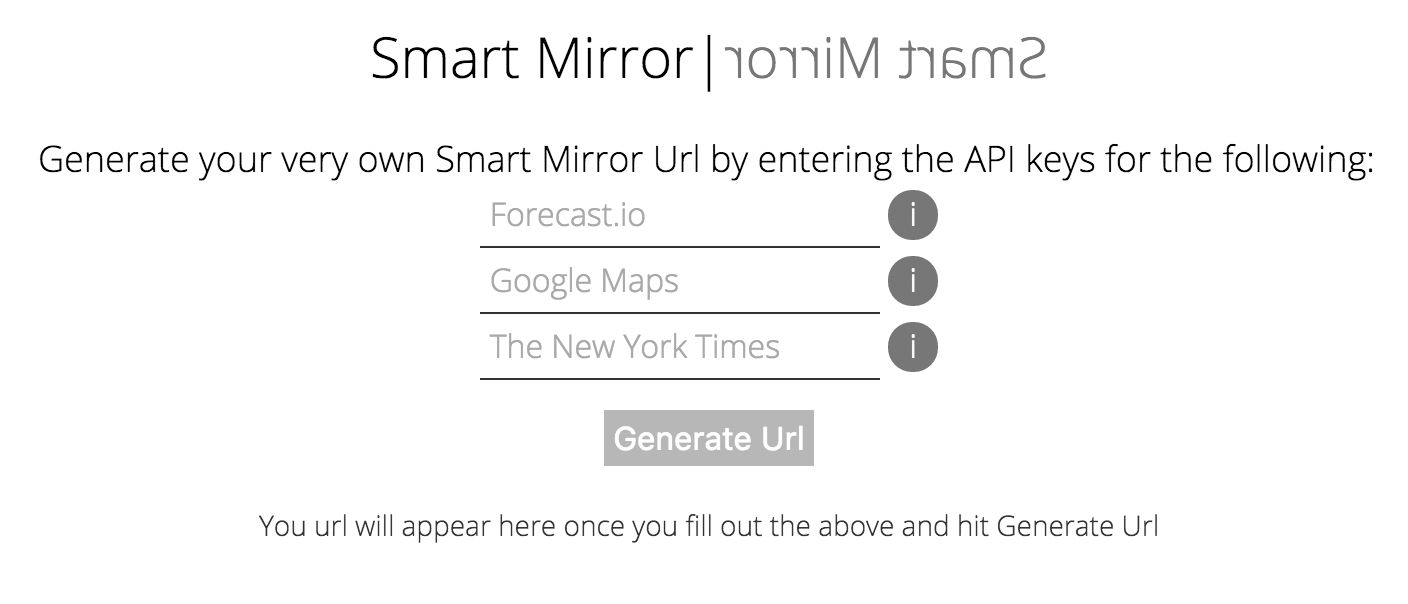 Smart Mirror|Smart Mirror
Generate your very own Smart Mirror Url by entering the API keys for the following:
Forecast.io i
Google Maps i
The New York Times i
Generate Url
You url will appear here once you fill out the above and hit Generate Url